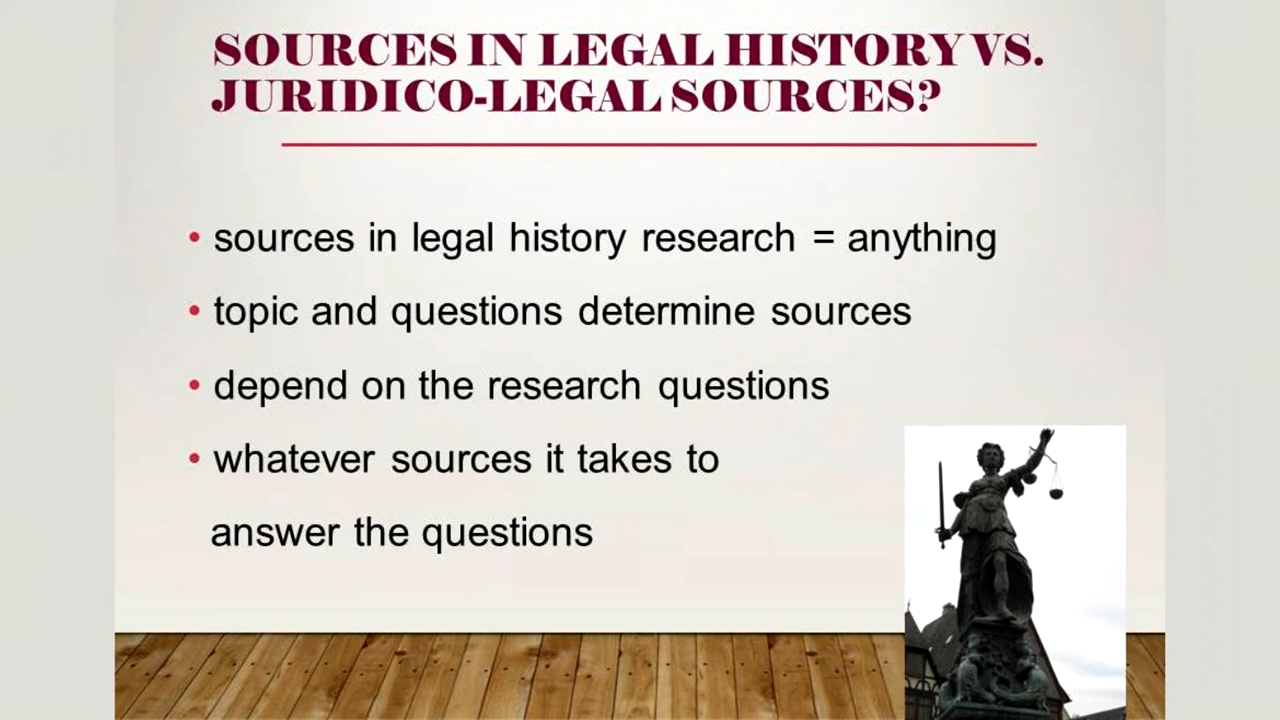 SOURCES IN LEGAL HISTORY VS.
JURIDICO-LEGAL SOURCES?
• sources in legal history research = anything
• topic and questions determine sources
• depend on the research questions
• whatever sources it takes to
answer the questions